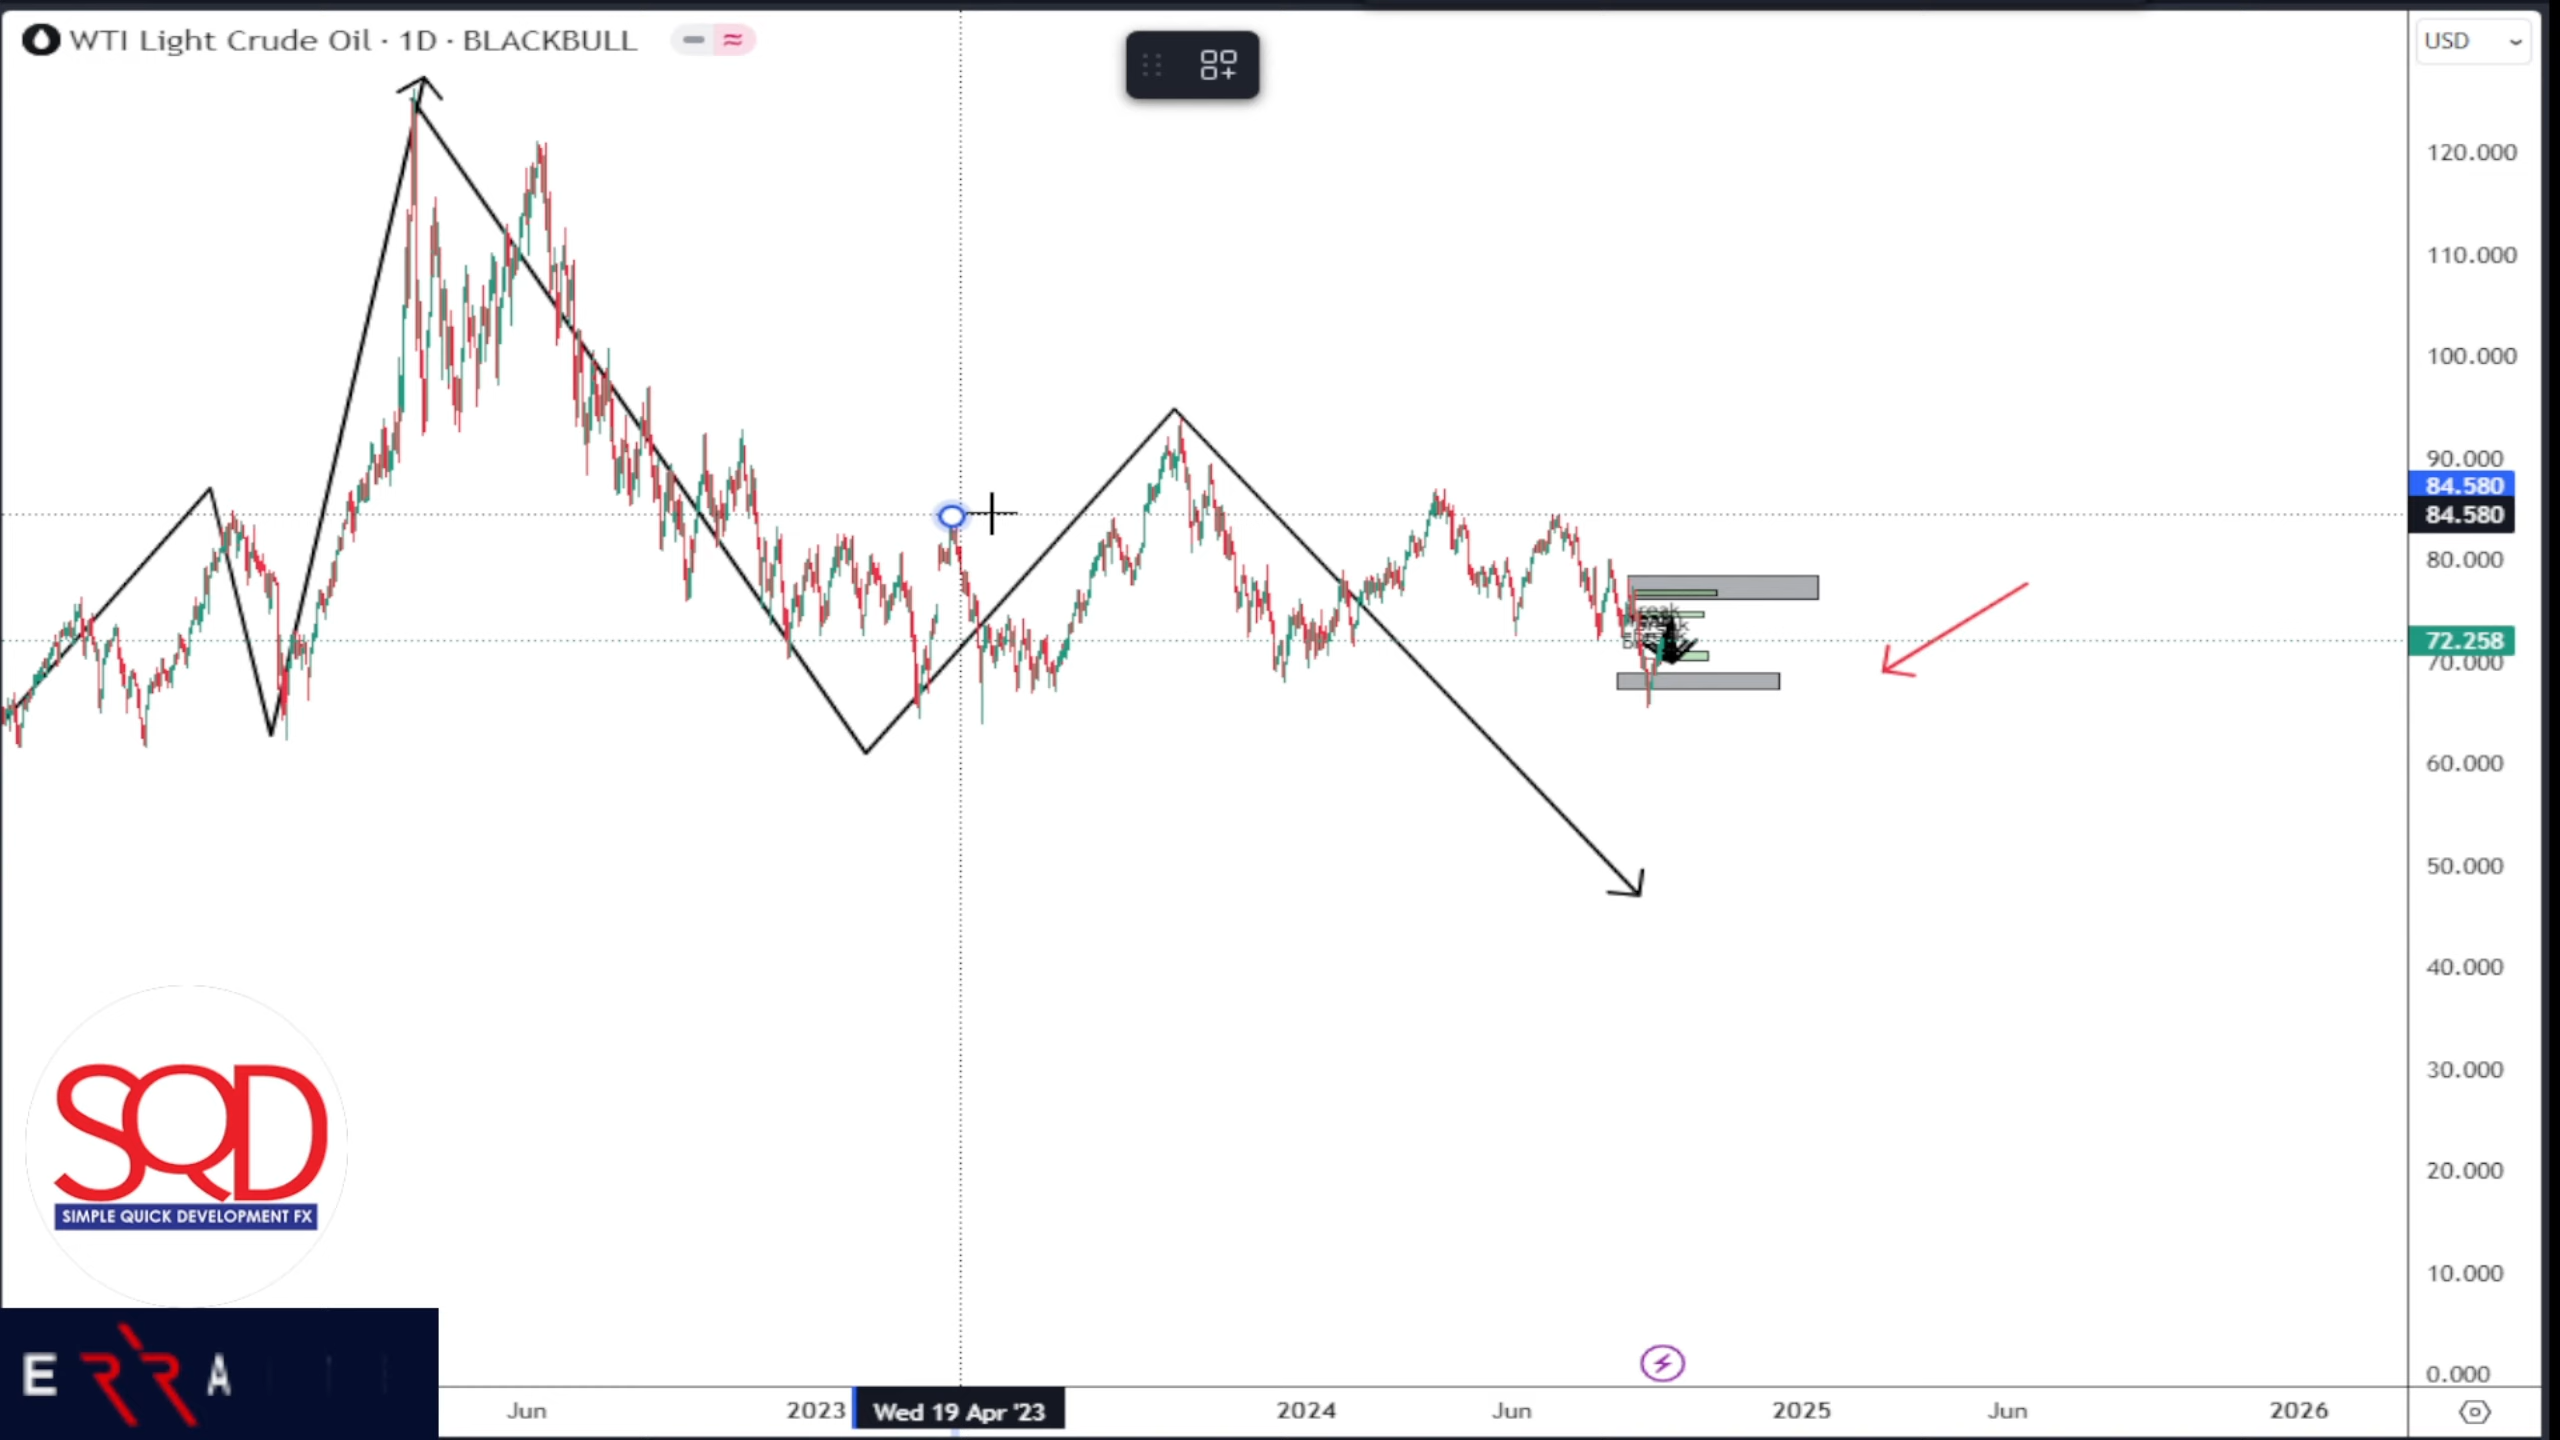 WTI Light Crude Oil · 1D · BLACKBULL
USD
120.000
110.000
100.000
90.000
84.580
84.580
80.000
72.258
70.000
60.000
50.000
40.000
30.000
20.000
10.000
0.000
break
break
SQD
SIMPLE QUICK DEVELOPMENT FX
Jun
2023
Wed 19 Apr '23
2024
Jun
2025
Jun
2026